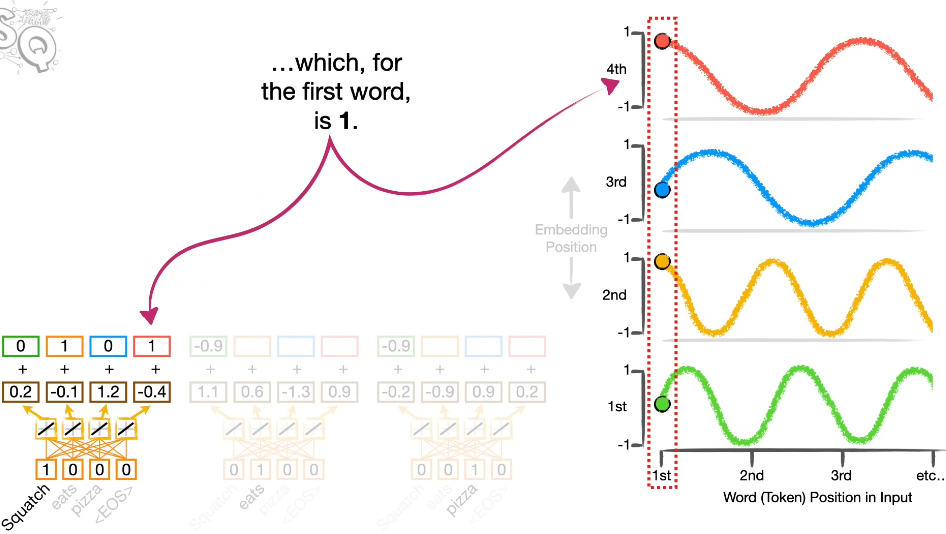 SQ
…which, for
the first word,
is 1.
1
4th
-1
1
3rd
-1
Embedding
Position
1
2nd
-1
1
1st
-1
1st 2nd 3rd etc...
Word (Token) Position in Input
0 1 0 1 -0.9 -0.9
+ + + + + + + + + + + +
0.2 -0.1 1.2 -0.4 1.1 0.6 -1.3 0.9 -0.2 -0.9 0.9 0.2
1 0 0 0 0 1 0 0 0 0 1 0
Squatch eats pizza <EOS> Squatch eats pizza <EOS> Squatch eats pizza <EOS>